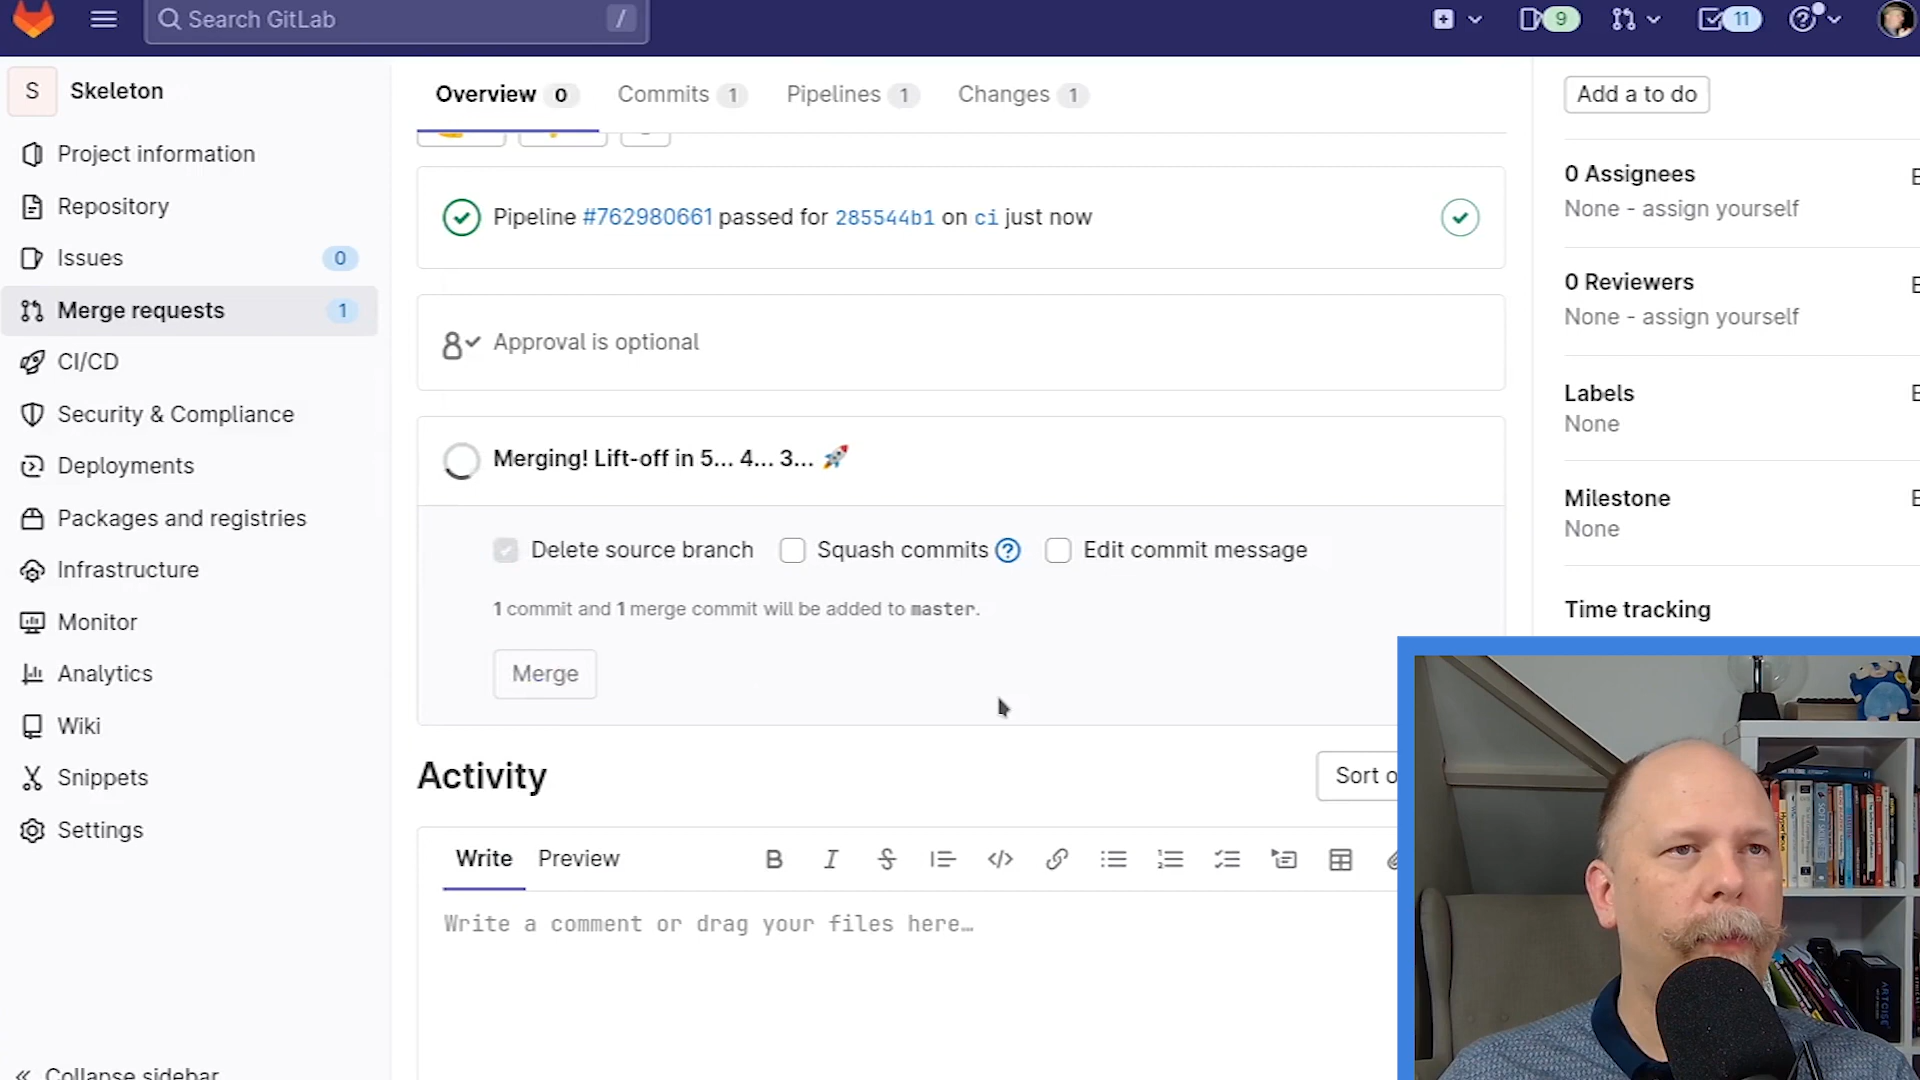 Search GitLab /
9
11
S Skeleton
Project information
Repository
Issues 0
Merge requests 1
CI/CD
Security & Compliance
Deployments
Packages and registries
Infrastructure
Monitor
Analytics
Wiki
Snippets
Settings
Collapse sidebar
Overview 0 Commits 1 Pipelines 1 Changes 1
Pipeline #762980661 passed for 285544b1 on ci just now
Approval is optional
Merging! Lift-off in 5... 4... 3... 🚀
Delete source branch Squash commits Edit commit message
1 commit and 1 merge commit will be added to master.
Merge
Activity
Sort o
Write Preview
Write a comment or drag your files here…
Add a to do
0 Assignees
None - assign yourself
0 Reviewers
None - assign yourself
Labels
None
Milestone
None
Time tracking